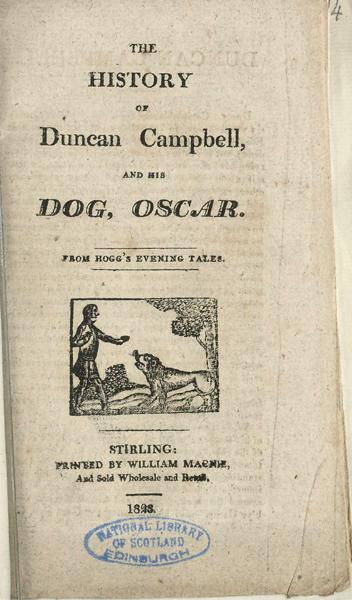 4
THE
HISTORY
OF
Duncan Campbell,
AND HIS
DOG, OSCAR.
FROM HOGG'S EVENING TALES.
STIRLING:
PRINTED BY WILLIAM MACNIE,
And Sold Wholesale and Retail.
1823.
NATIONAL LIBRARY
OF SCOTLAND
EDINBURGH